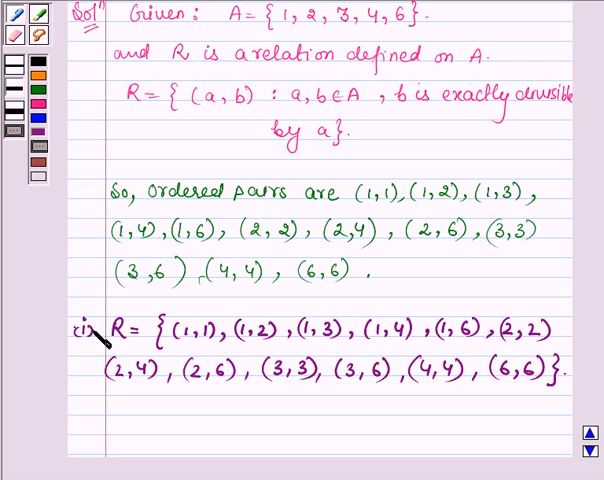 Solⁿ Given: A = {1, 2, 3, 4, 6}.
and R is a relation defined on A.
R = { (a, b) : a, b ∈ A , b is exactly divisible
by a}.
So, ordered pairs are (1,1), (1,2), (1,3),
(1,4), (1,6), (2,2), (2,4), (2,6), (3,3)
(3,6), (4,4), (6,6).
(i) R = {(1,1), (1,2), (1,3), (1,4), (1,6), (2,2)
(2,4), (2,6), (3,3), (3,6), (4,4), (6,6)}.